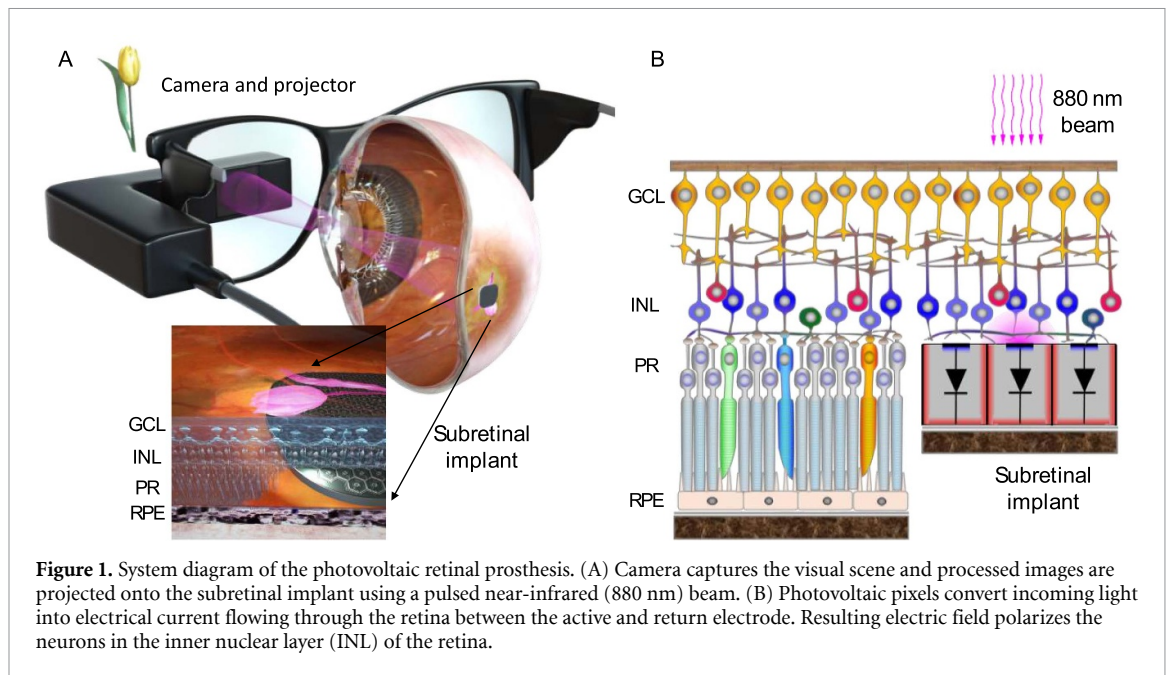 A
Camera and projector
GCL
INL
PR
RPE
Subretinal
implant
B
880 nm
beam
GCL
INL
PR
RPE
Subretinal
implant
Figure 1. System diagram of the photovoltaic retinal prosthesis. (A) Camera captures the visual scene and processed images are
projected onto the subretinal implant using a pulsed near-infrared (880 nm) beam. (B) Photovoltaic pixels convert incoming light
into electrical current flowing through the retina between the active and return electrode. Resulting electric field polarizes the
neurons in the inner nuclear layer (INL) of the retina.